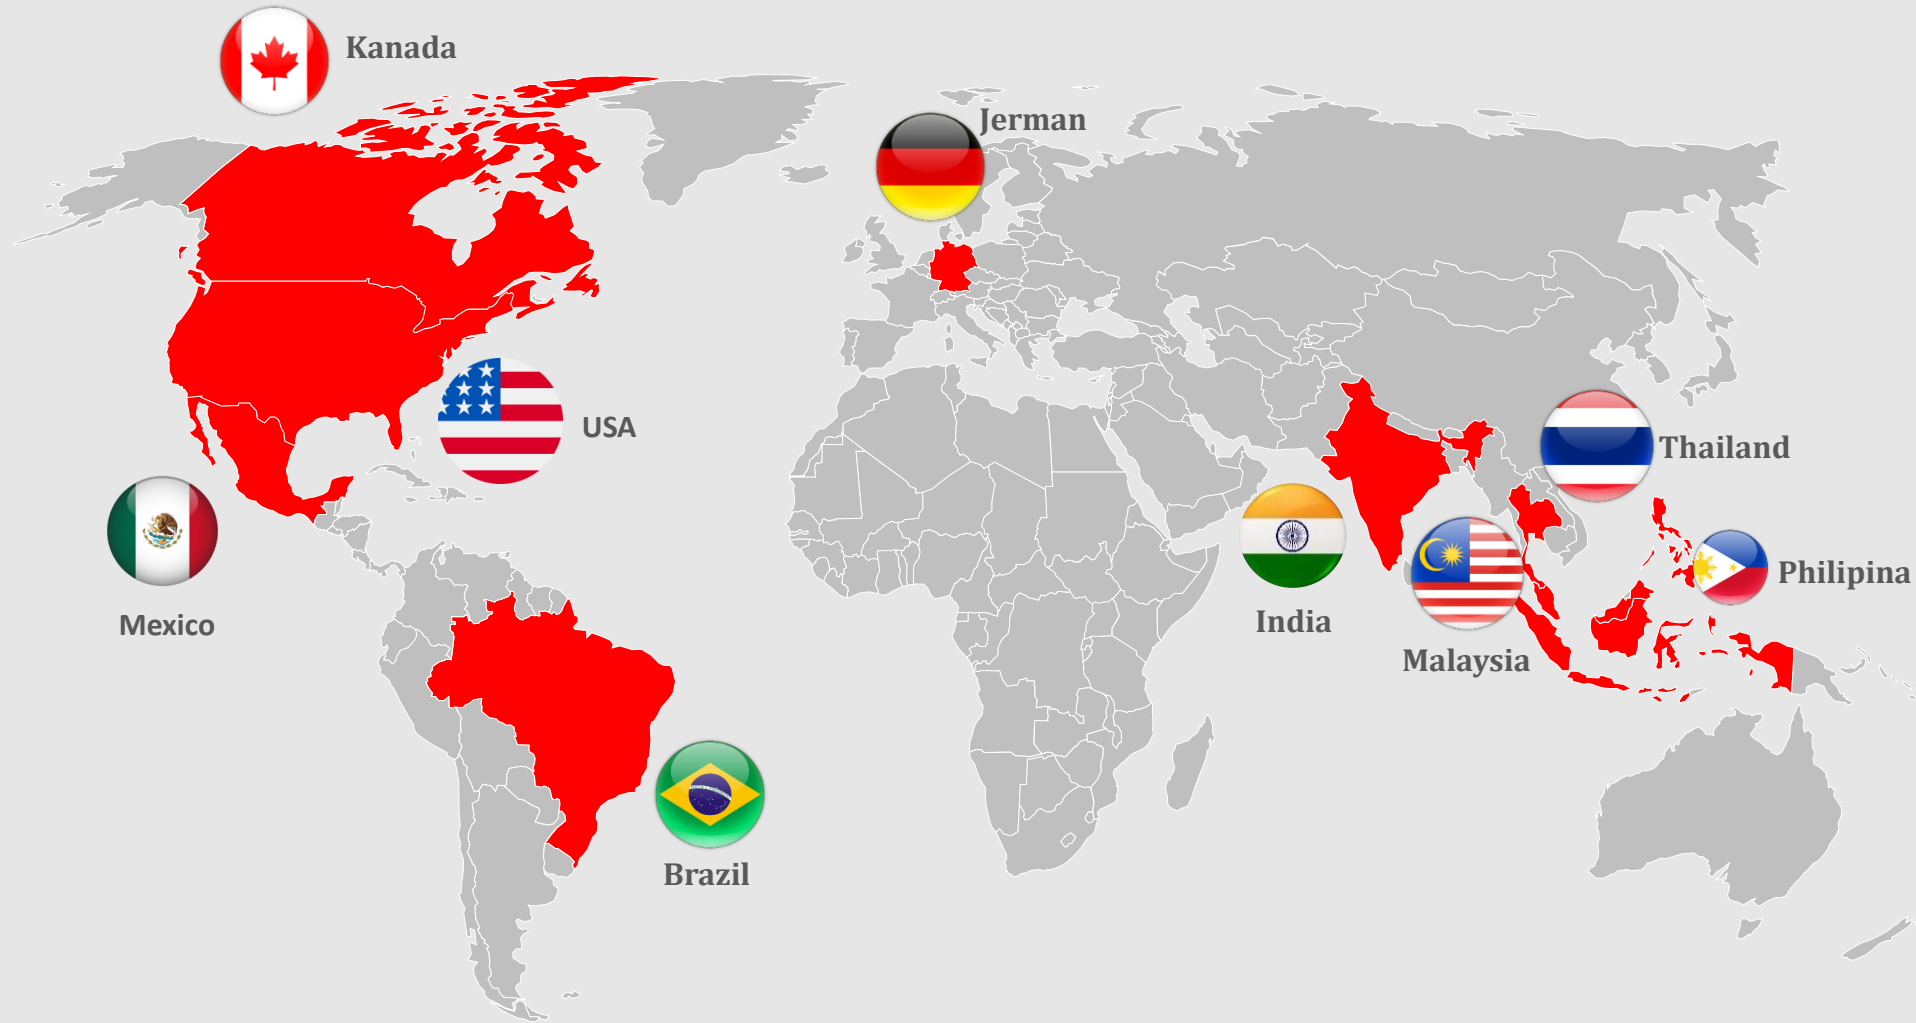 Kanada
Jerman
USA
Thailand
Philipina
India
Mexico
Malaysia
Brazil